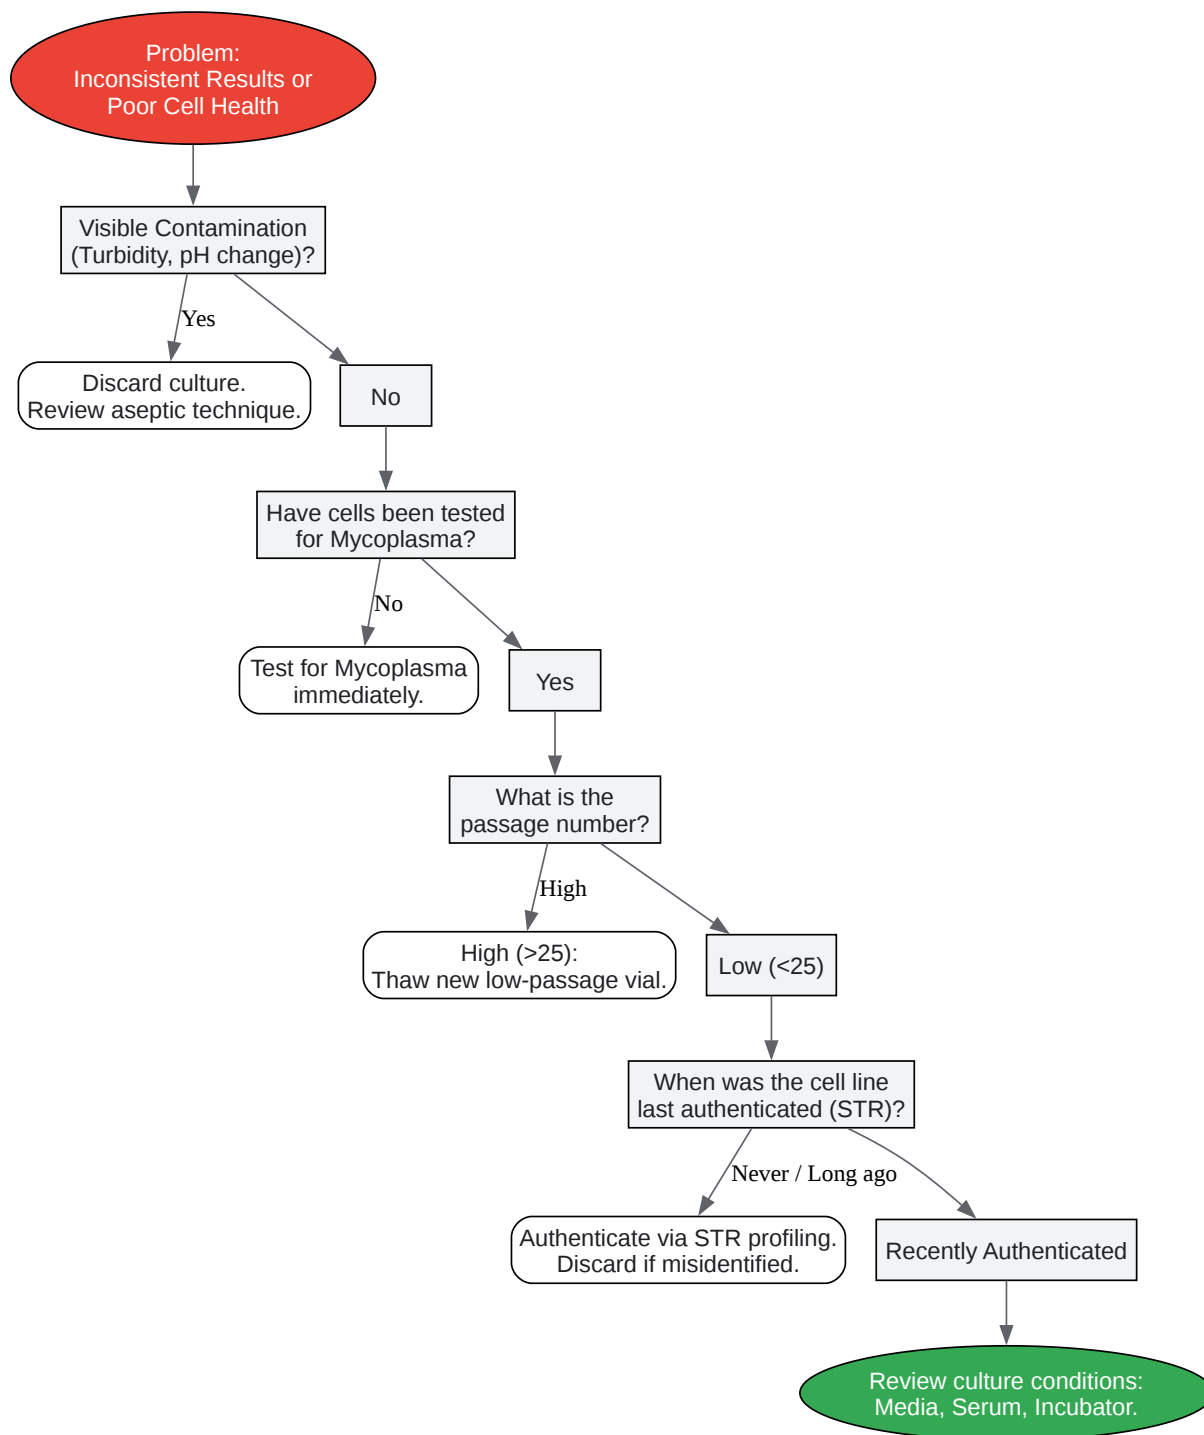 Problem:
Inconsistent Results or
Poor Cell Health
Visible Contamination
(Turbidity, pH change)?
Yes
Discard culture.
Review aseptic technique.
No
Have cells been tested
for Mycoplasma?
No
Test for Mycoplasma
immediately.
Yes
What is the
passage number?
High
High (>25):
Thaw new low-passage vial.
Low (<25)
When was the cell line
last authenticated (STR)?
Never / Long ago
Authenticate via STR profiling.
Discard if misidentified.
Recently Authenticated
Review culture conditions:
Media, Serum, Incubator.